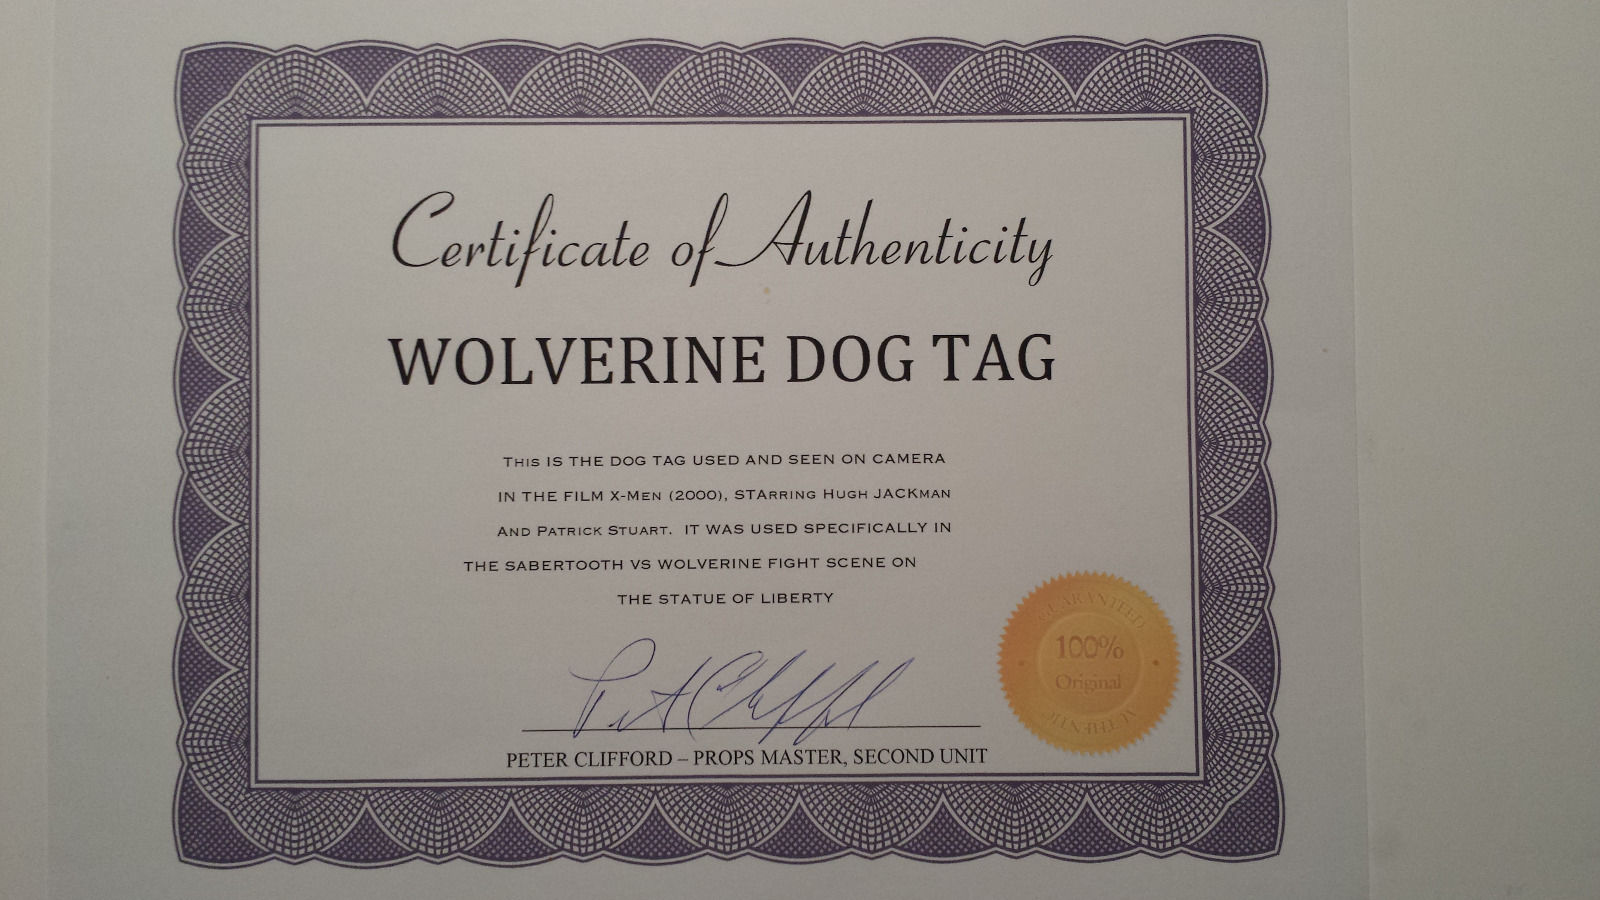 Certificate of Authenticity
WOLVERINE DOG TAG
THis IS THE DOG TAG USED AND SEEN ON CAMERA
IN THE FILM X-Men (2000), STArring Hugh JACKman
And Patrick Stuart. IT WAS USED SPECIFICALLY IN
THE SABERTOOTH VS WOLVERINE FIGHT SCENE ON
THE STATUE OF LIBERTY
PETER CLIFFORD – PROPS MASTER, SECOND UNIT
GUARANTEED
100%
Original
AUTHENTIC